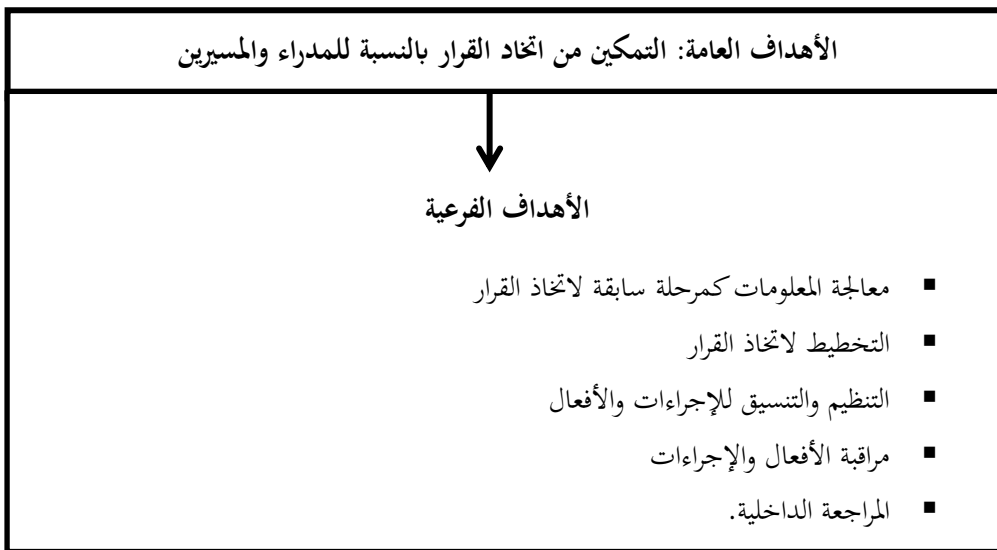 الأهداف العامة: التمكين من اتخاد القرار بالنسبة للمدراء والمسيرين
الأهداف الفرعية
▪ معالجة المعلومات كمرحلة سابقة لاتخاذ القرار
▪ التخطيط لاتخاذ القرار
▪ التنظيم والتنسيق للإجراءات والأفعال
▪ مراقبة الأفعال والإجراءات
▪ المراجعة الداخلية.